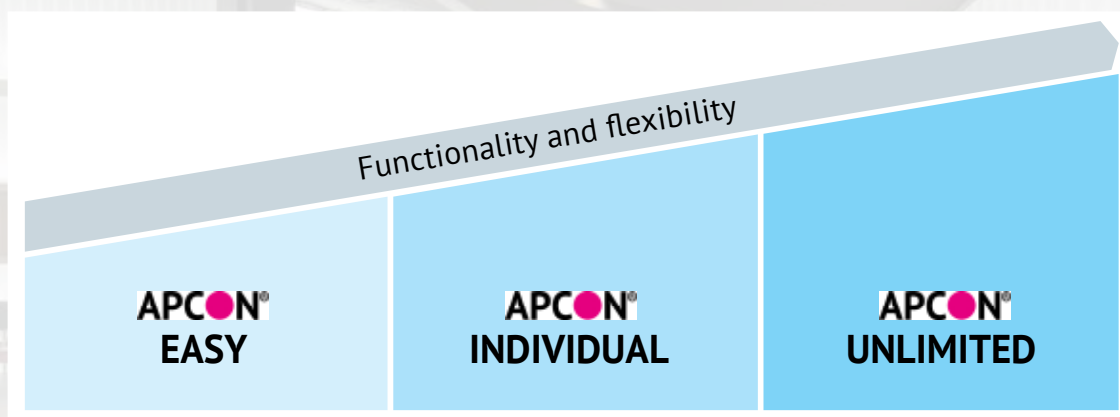 Functionality and flexibility
APCON®
EASY
APCON®
INDIVIDUAL
APCON®
UNLIMITED